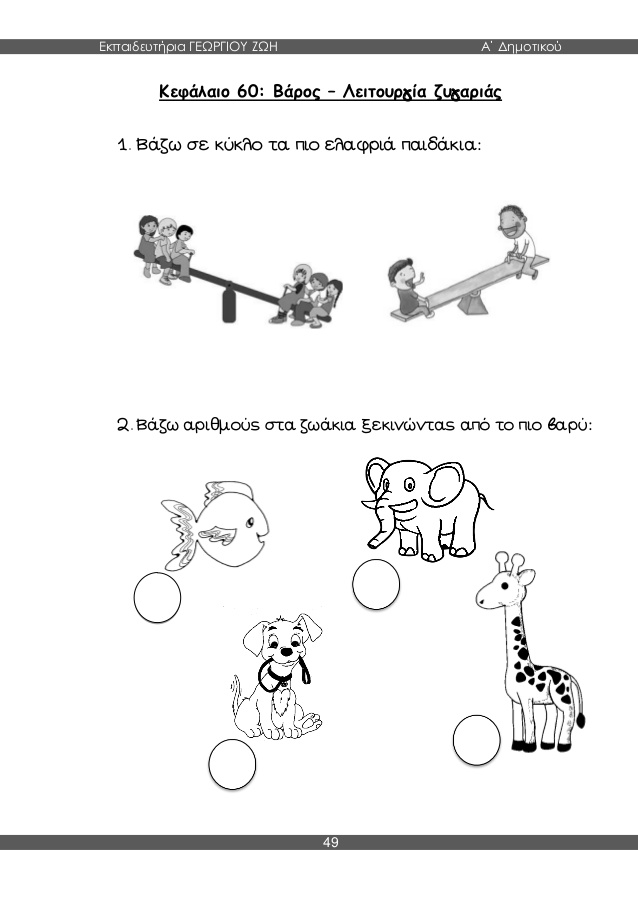 Εκπαιδευτήρια ΓΕΩΡΓΙΟΥ ΖΩΗ Α΄ Δημοτικού
Κεφάλαιο 60: Βάρος – Λειτουργία ζυγαριάς
1. Βάζω σε κύκλο τα πιο ελαφριά παιδάκια:
2. Βάζω αριθμούς στα ζωάκια ξεκινώντας από το πιο βαρύ:
49